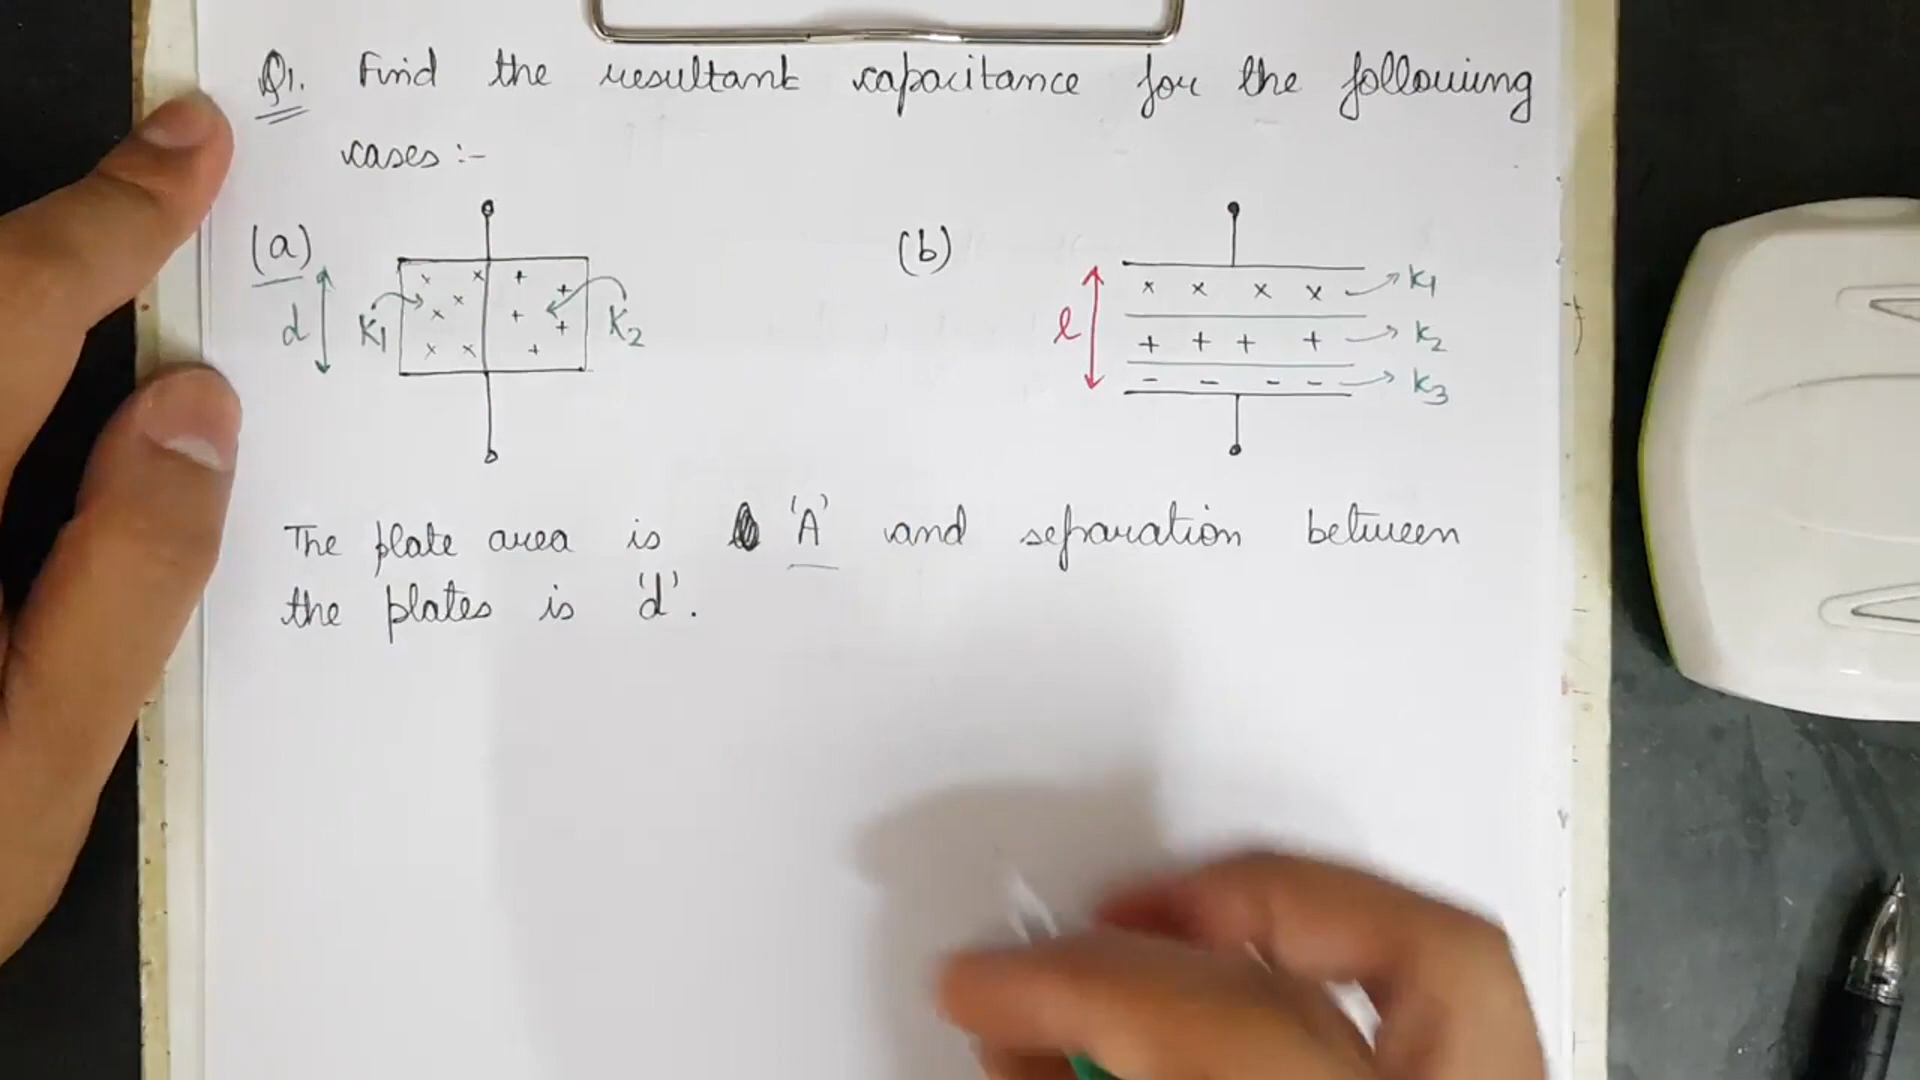 Q1. Find the resultant capacitance for the following
cases :-
(a)
d
K1
K2
(b)
l
K1
K2
K3
The plate area is 'A' and separation between
the plates is 'd'.